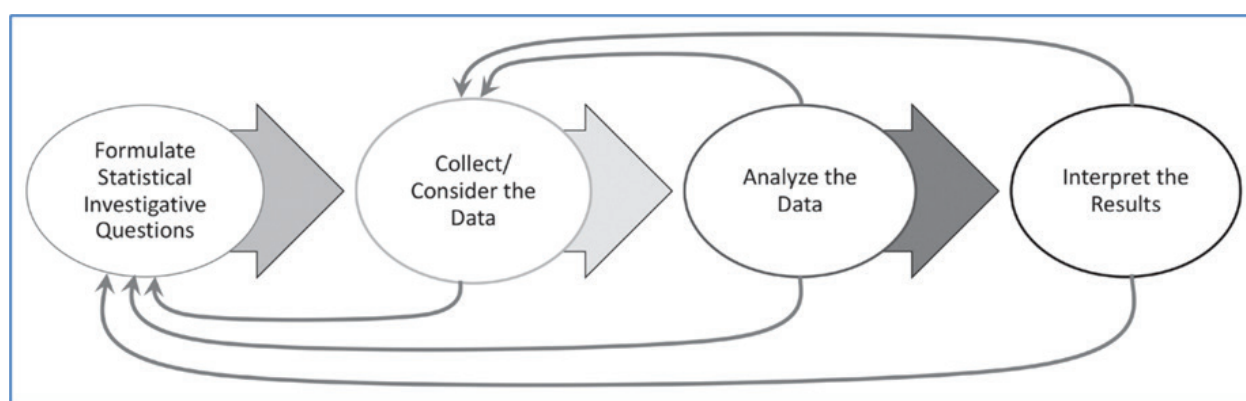 Formulate
Statistical
Investigative
Questions
Collect/
Consider the
Data
Analyze the
Data
Interpret the
Results